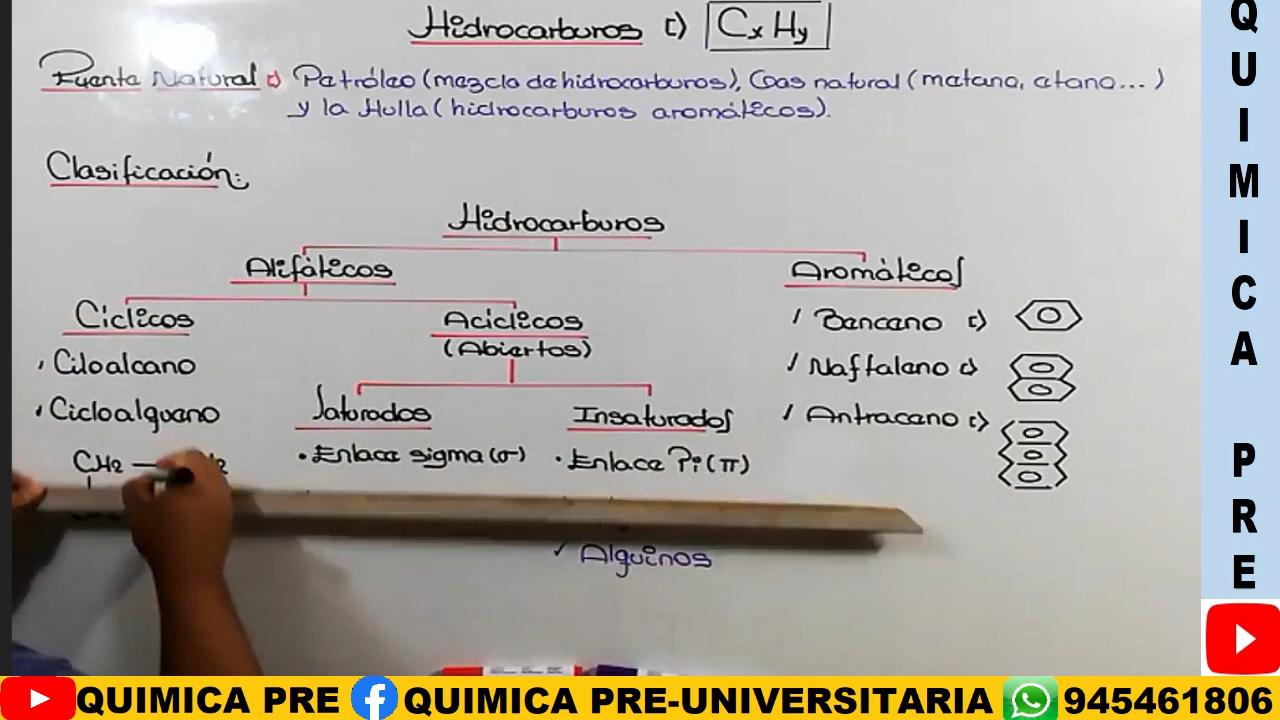 Hidrocarburos CxHy
Fuente Natural Petróleo (mezcla de hidrocarburos), Gas natural (metano, etano...)
y la Hulla (hidrocarburos aromáticos).
Clasificación:
Hidrocarburos
Alifáticos
Aromáticos
Cíclicos
Acíclicos
(Abiertos)
Benceno
Ciloalcano
Naftaleno
Cicloalqueno
Saturados
Insaturados
Antraceno
CH2
• Enlace sigma (σ)
• Enlace Pi (π)
✓ Alquinos
QUIMICA PRE
QUIMICA PRE
QUIMICA PRE-UNIVERSITARIA
945461806